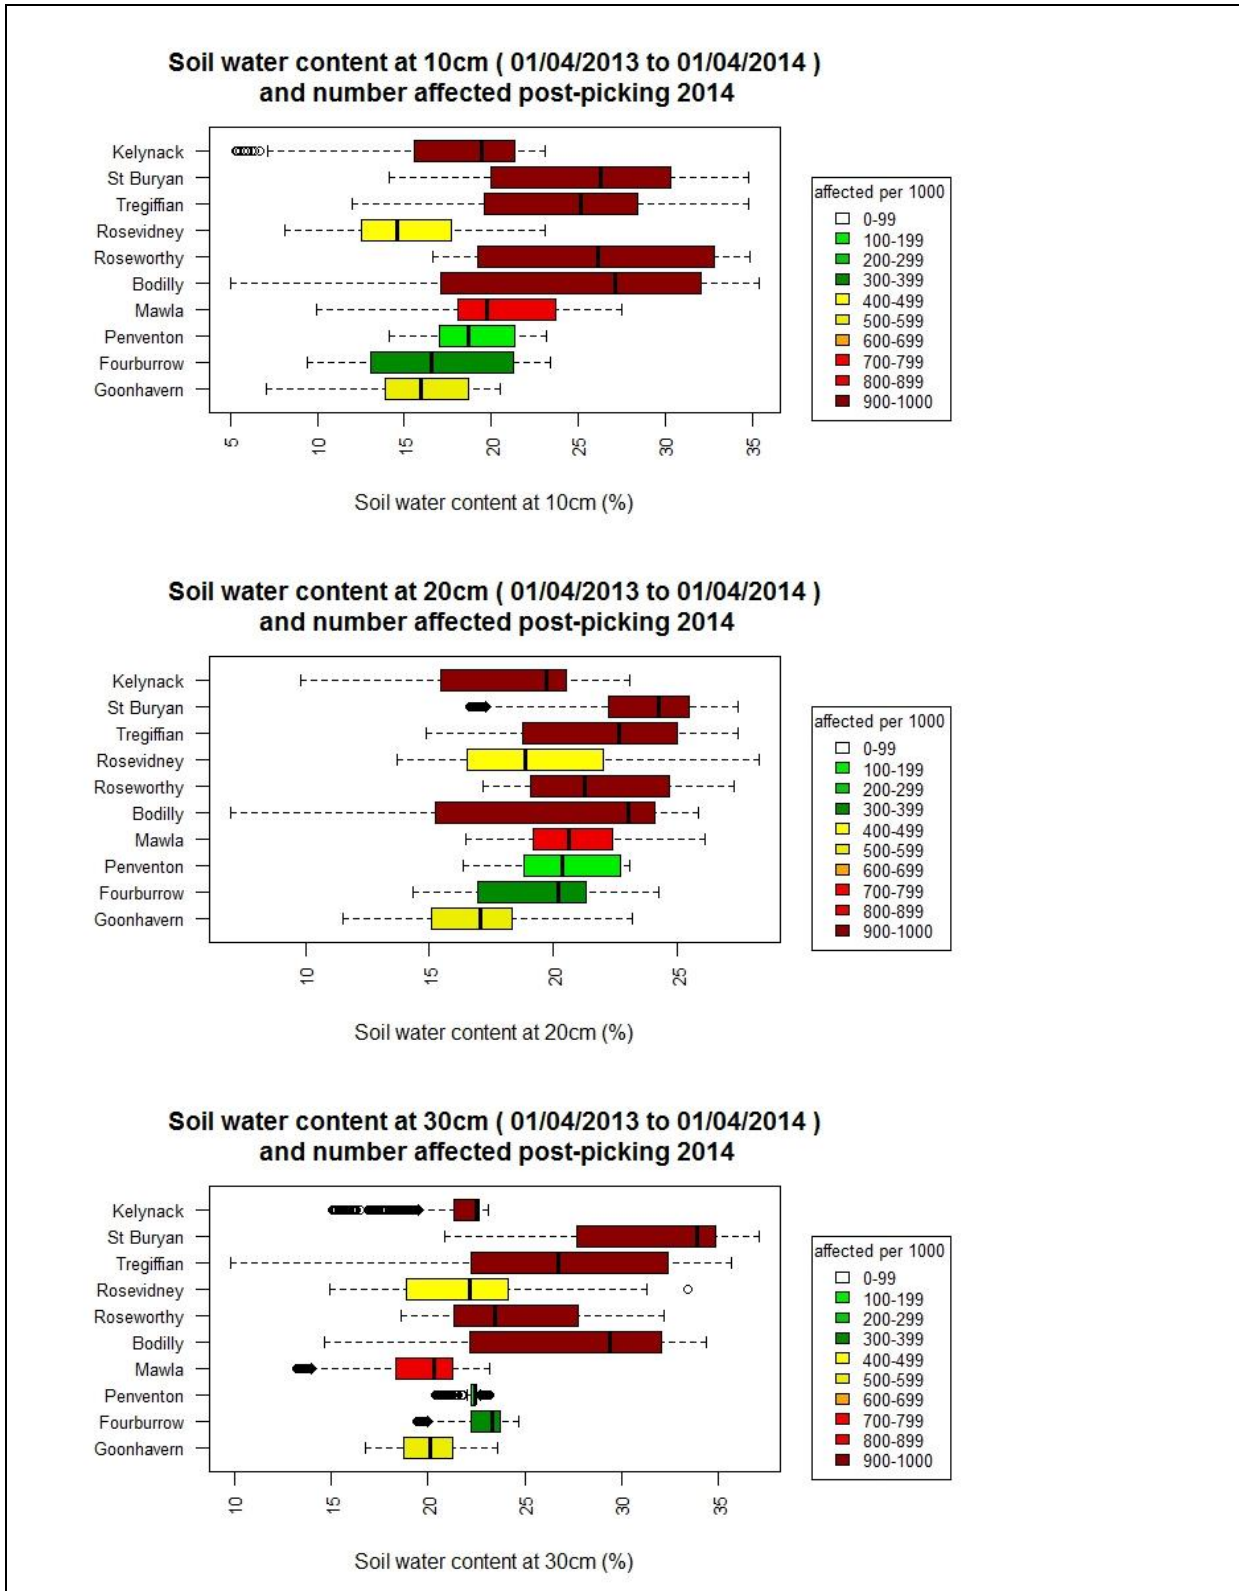 Soil water content at 10cm ( 01/04/2013 to 01/04/2014 )
and number affected post-picking 2014
Kelynack
St Buryan
Tregiffian
Rosevidney
Roseworthy
Bodilly
Mawla
Penventon
Fourburrow
Goonhavern
5 10 15 20 25 30 35
Soil water content at 10cm (%)
affected per 1000
0-99
100-199
200-299
300-399
400-499
500-599
600-699
700-799
800-899
900-1000
Soil water content at 20cm ( 01/04/2013 to 01/04/2014 )
and number affected post-picking 2014
Kelynack
St Buryan
Tregiffian
Rosevidney
Roseworthy
Bodilly
Mawla
Penventon
Fourburrow
Goonhavern
10 15 20 25
Soil water content at 20cm (%)
affected per 1000
0-99
100-199
200-299
300-399
400-499
500-599
600-699
700-799
800-899
900-1000
Soil water content at 30cm ( 01/04/2013 to 01/04/2014 )
and number affected post-picking 2014
Kelynack
St Buryan
Tregiffian
Rosevidney
Roseworthy
Bodilly
Mawla
Penventon
Fourburrow
Goonhavern
10 15 20 25 30 35
Soil water content at 30cm (%)
affected per 1000
0-99
100-199
200-299
300-399
400-499
500-599
600-699
700-799
800-899
900-1000